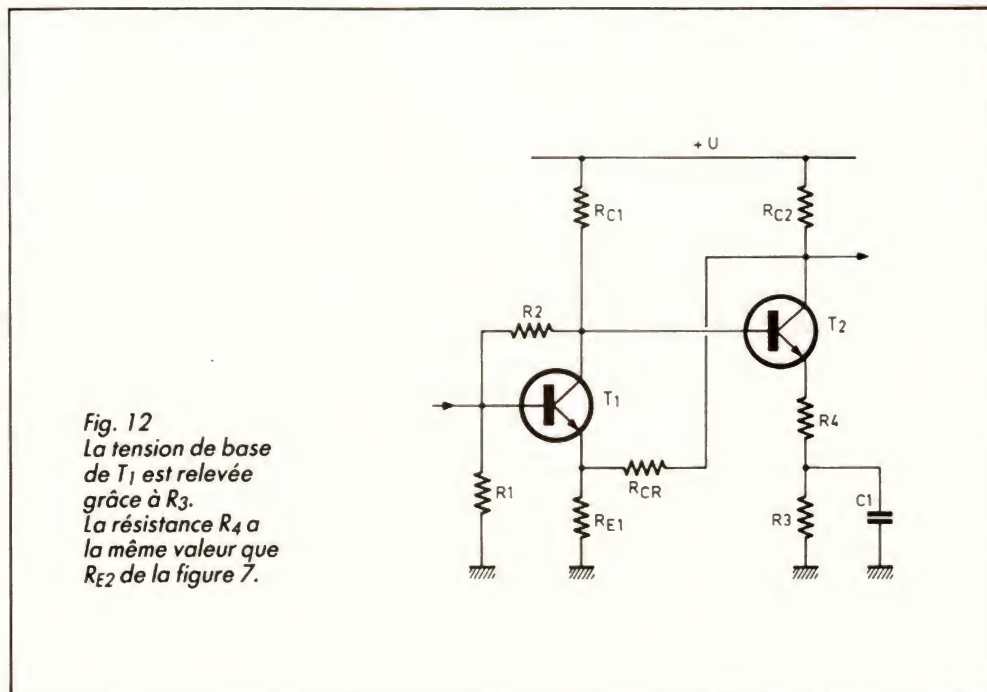 + U
RC1
RC2
R2
T2
T1
R4
RCR
R1
RE1
R3
C1
Fig. 12
La tension de base
de T1 est relevée
grâce à R3.
La résistance R4 a
la même valeur que
RE2 de la figure 7.